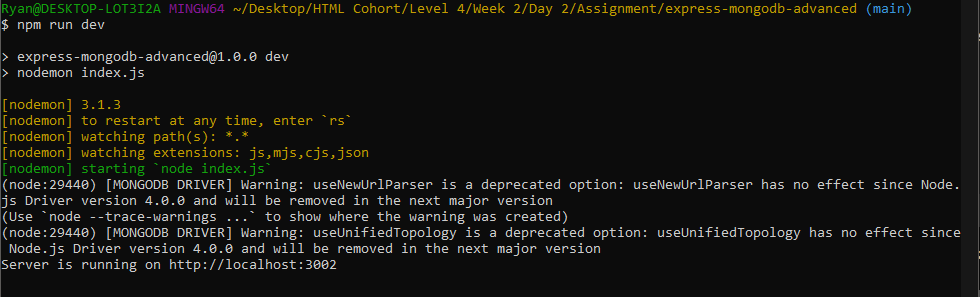 Ryan@DESKTOP-LOT3I2A MINGW64 ~/Desktop/HTML Cohort/Level 4/Week 2/Day 2/Assignment/express-mongodb-advanced (main)
$ npm run dev
> express-mongodb-advanced@1.0.0 dev
> nodemon index.js
[nodemon] 3.1.3
[nodemon] to restart at any time, enter `rs`
[nodemon] watching path(s): *.*
[nodemon] watching extensions: js,mjs,cjs,json
[nodemon] starting `node index.js`
(node:29440) [MONGODB DRIVER] Warning: useNewUrlParser is a deprecated option: useNewUrlParser has no effect since Node.
js Driver version 4.0.0 and will be removed in the next major version
(Use `node --trace-warnings ...` to show where the warning was created)
(node:29440) [MONGODB DRIVER] Warning: useUnifiedTopology is a deprecated option: useUnifiedTopology has no effect since
 Node.js Driver version 4.0.0 and will be removed in the next major version
Server is running on http://localhost:3002